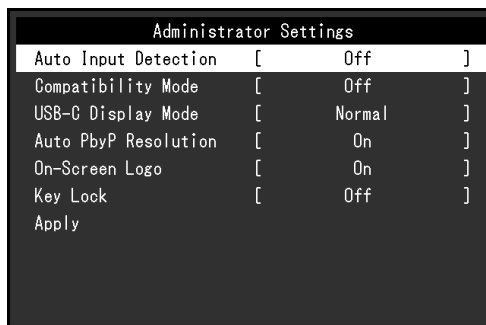 Administrator Settings
Auto Input Detection [ Off ]
Compatibility Mode [ Off ]
USB-C Display Mode [ Normal ]
Auto PbyP Resolution [ On ]
On-Screen Logo [ On ]
Key Lock [ Off ]
Apply